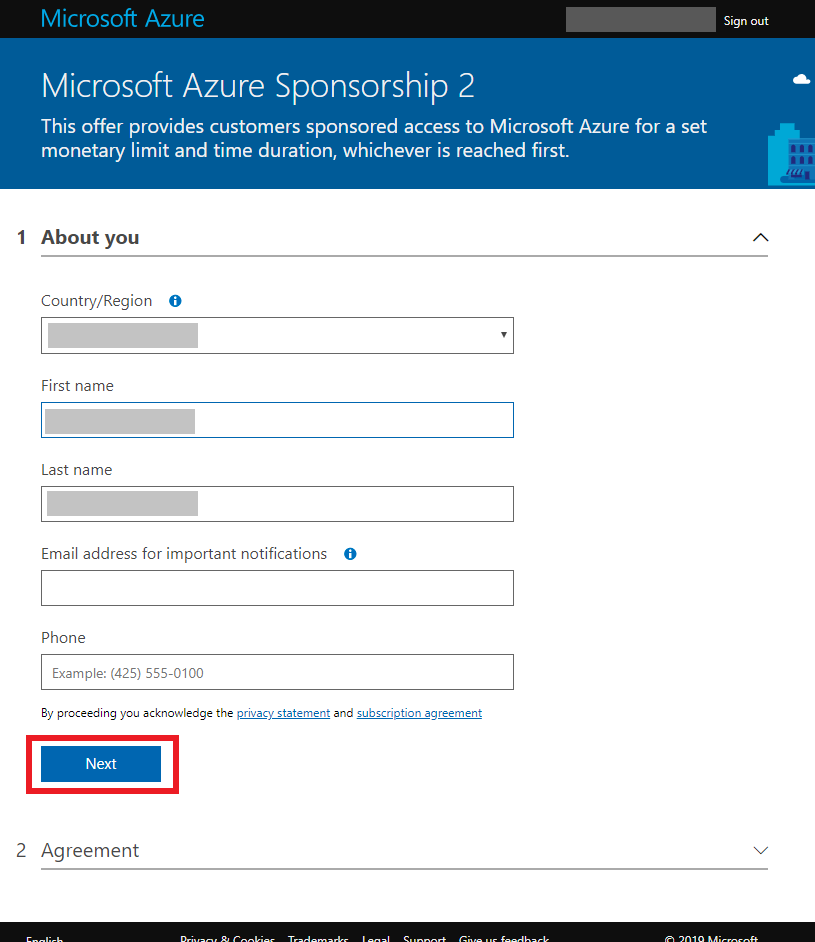 Microsoft Azure
Sign out
Microsoft Azure Sponsorship 2
This offer provides customers sponsored access to Microsoft Azure for a set
monetary limit and time duration, whichever is reached first.
1 About you
Country/Region
First name
Last name
Email address for important notifications
Phone
Example: (425) 555-0100
By proceeding you acknowledge the privacy statement and subscription agreement
Next
2 Agreement
English Privacy & Cookies Trademarks Legal Support Give us feedback © 2019 Microsoft